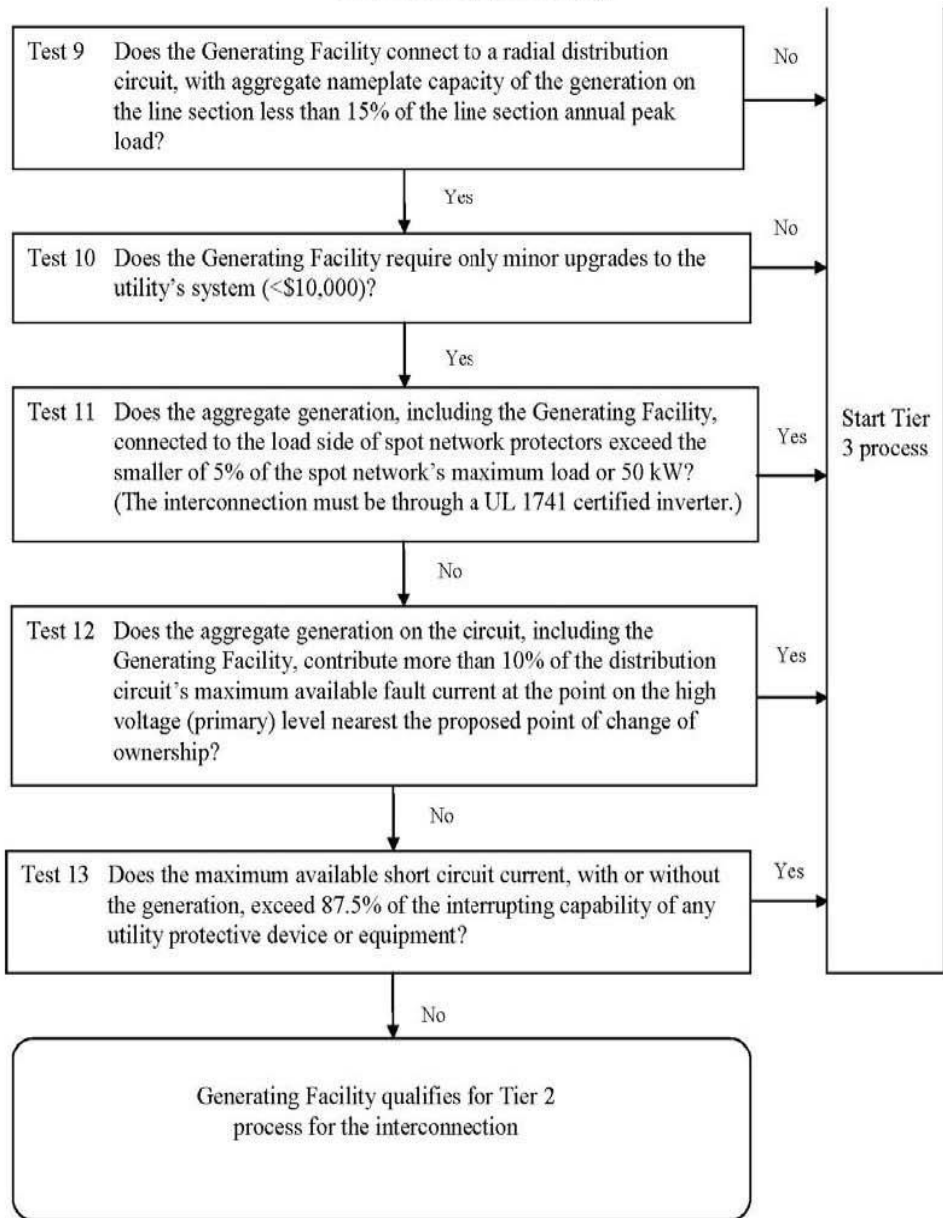 Test 9 Does the Generating Facility connect to a radial distribution
circuit, with aggregate nameplate capacity of the generation on
the line section less than 15% of the line section annual peak
load?
No
Yes
Test 10 Does the Generating Facility require only minor upgrades to the
utility's system (<$10,000)?
No
Yes
Test 11 Does the aggregate generation, including the Generating Facility,
connected to the load side of spot network protectors exceed the
smaller of 5% of the spot network's maximum load or 50 kW?
(The interconnection must be through a UL 1741 certified inverter.)
Yes
Start Tier
3 process
No
Test 12 Does the aggregate generation on the circuit, including the
Generating Facility, contribute more than 10% of the distribution
circuit's maximum available fault current at the point on the high
voltage (primary) level nearest the proposed point of change of
ownership?
Yes
No
Test 13 Does the maximum available short circuit current, with or without
the generation, exceed 87.5% of the interrupting capability of any
utility protective device or equipment?
Yes
No
Generating Facility qualifies for Tier 2
process for the interconnection